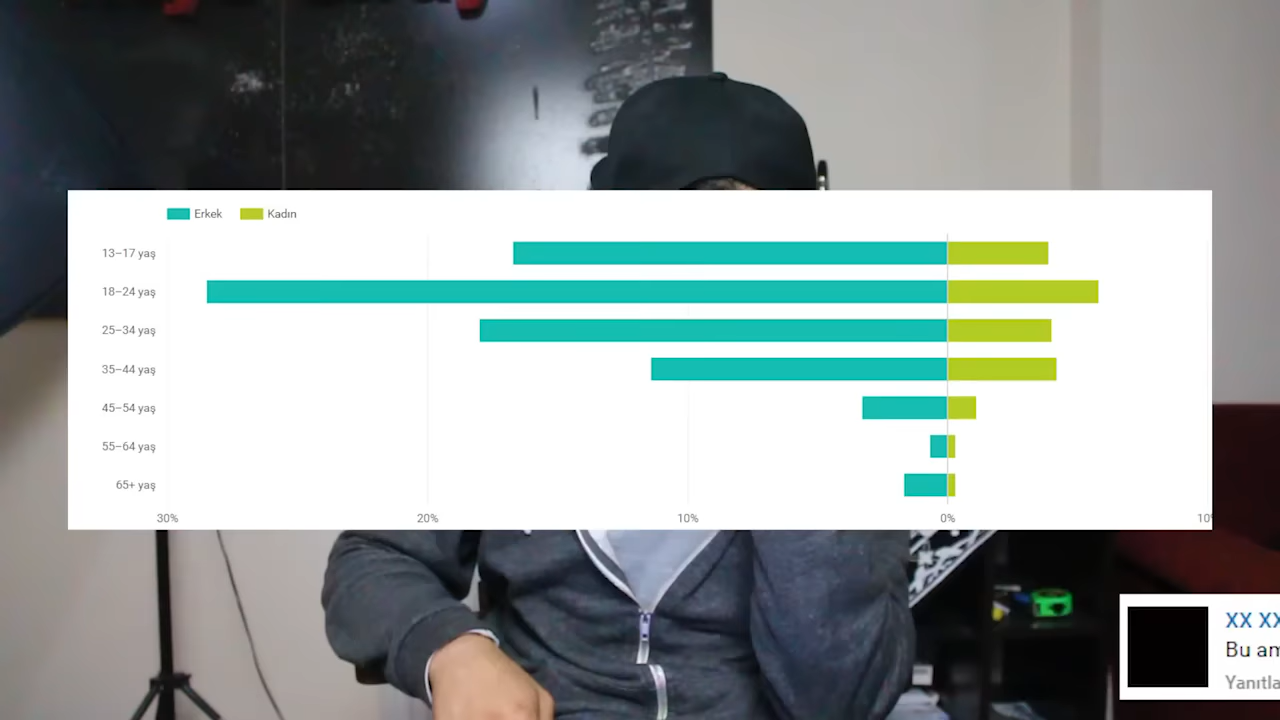 Erkek Kadın
13–17 yaş
18–24 yaş
25–34 yaş
35–44 yaş
45–54 yaş
55–64 yaş
65+ yaş
30% 20% 10% 0% 10%
XX XX
Bu am
Yanıtla